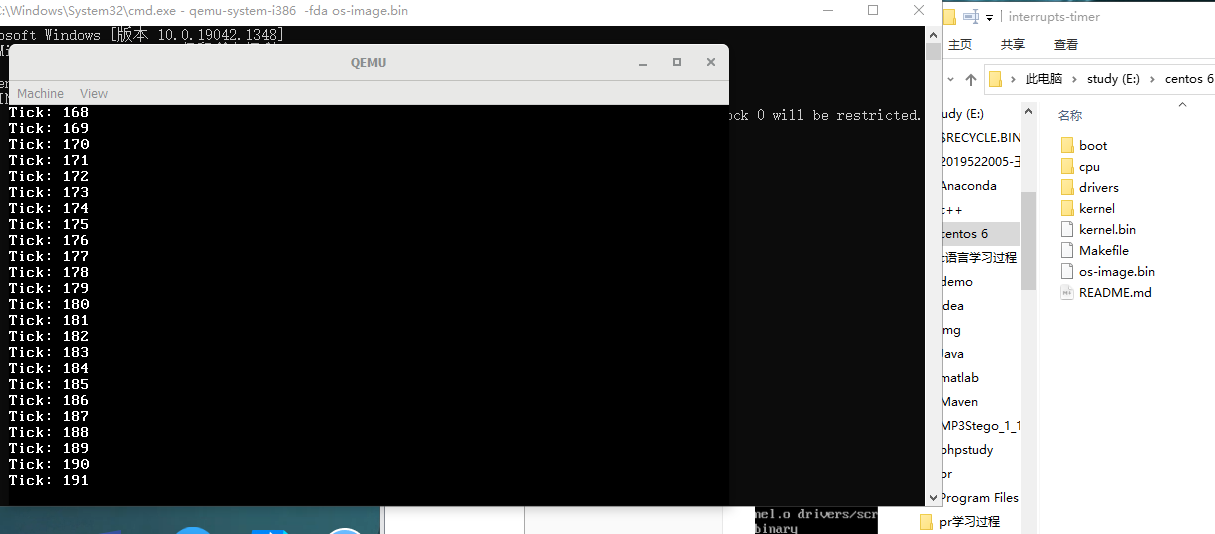 C:\Windows\System32\cmd.exe - qemu-system-i386 -fda os-image.bin
osoft Windows [版本 10.0.19042.1348]
QEMU
Machine View
ock 0 will be restricted.
Tick: 168
Tick: 169
Tick: 170
Tick: 171
Tick: 172
Tick: 173
Tick: 174
Tick: 175
Tick: 176
Tick: 177
Tick: 178
Tick: 179
Tick: 180
Tick: 181
Tick: 182
Tick: 183
Tick: 184
Tick: 185
Tick: 186
Tick: 187
Tick: 188
Tick: 189
Tick: 190
Tick: 191
nel.o drivers/scr
binary
interrupts-timer
主页 共享 查看
此电脑 study (E:) centos 6
udy (E:)
$RECYCLE.BIN
2019522005-
Anaconda
c++
centos 6
c语言学习过程
demo
idea
img
Java
matlab
Maven
MP3Stego_1_1
phpstudy
pr
Program Files
pr学习过程
名称
boot
cpu
drivers
kernel
kernel.bin
Makefile
os-image.bin
README.md